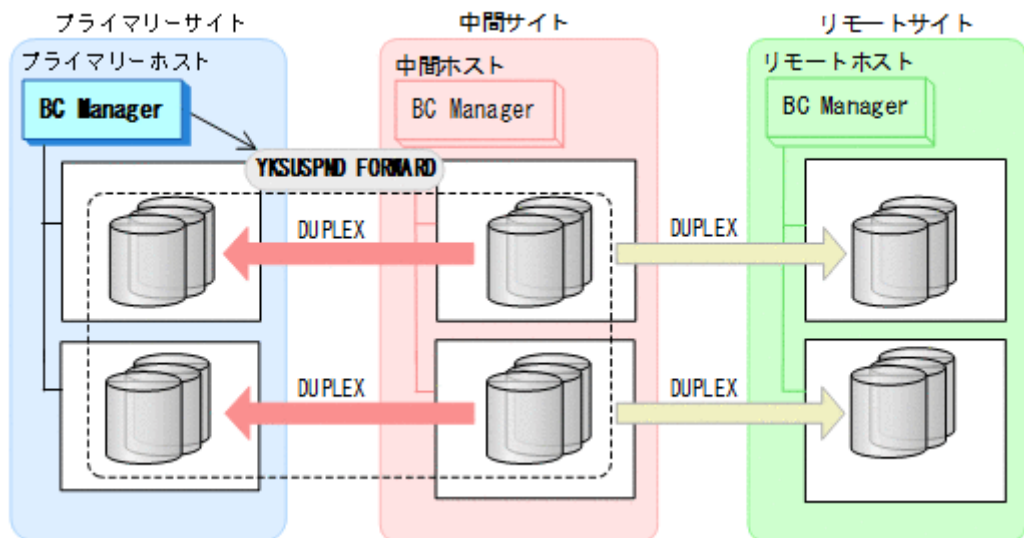 プライマリーサイト 中間サイト リモートサイト
プライマリーホスト 中間ホスト リモートホスト
BC Manager BC Manager BC Manager
YKSUSPND FORWARD
DUPLEX DUPLEX
DUPLEX DUPLEX